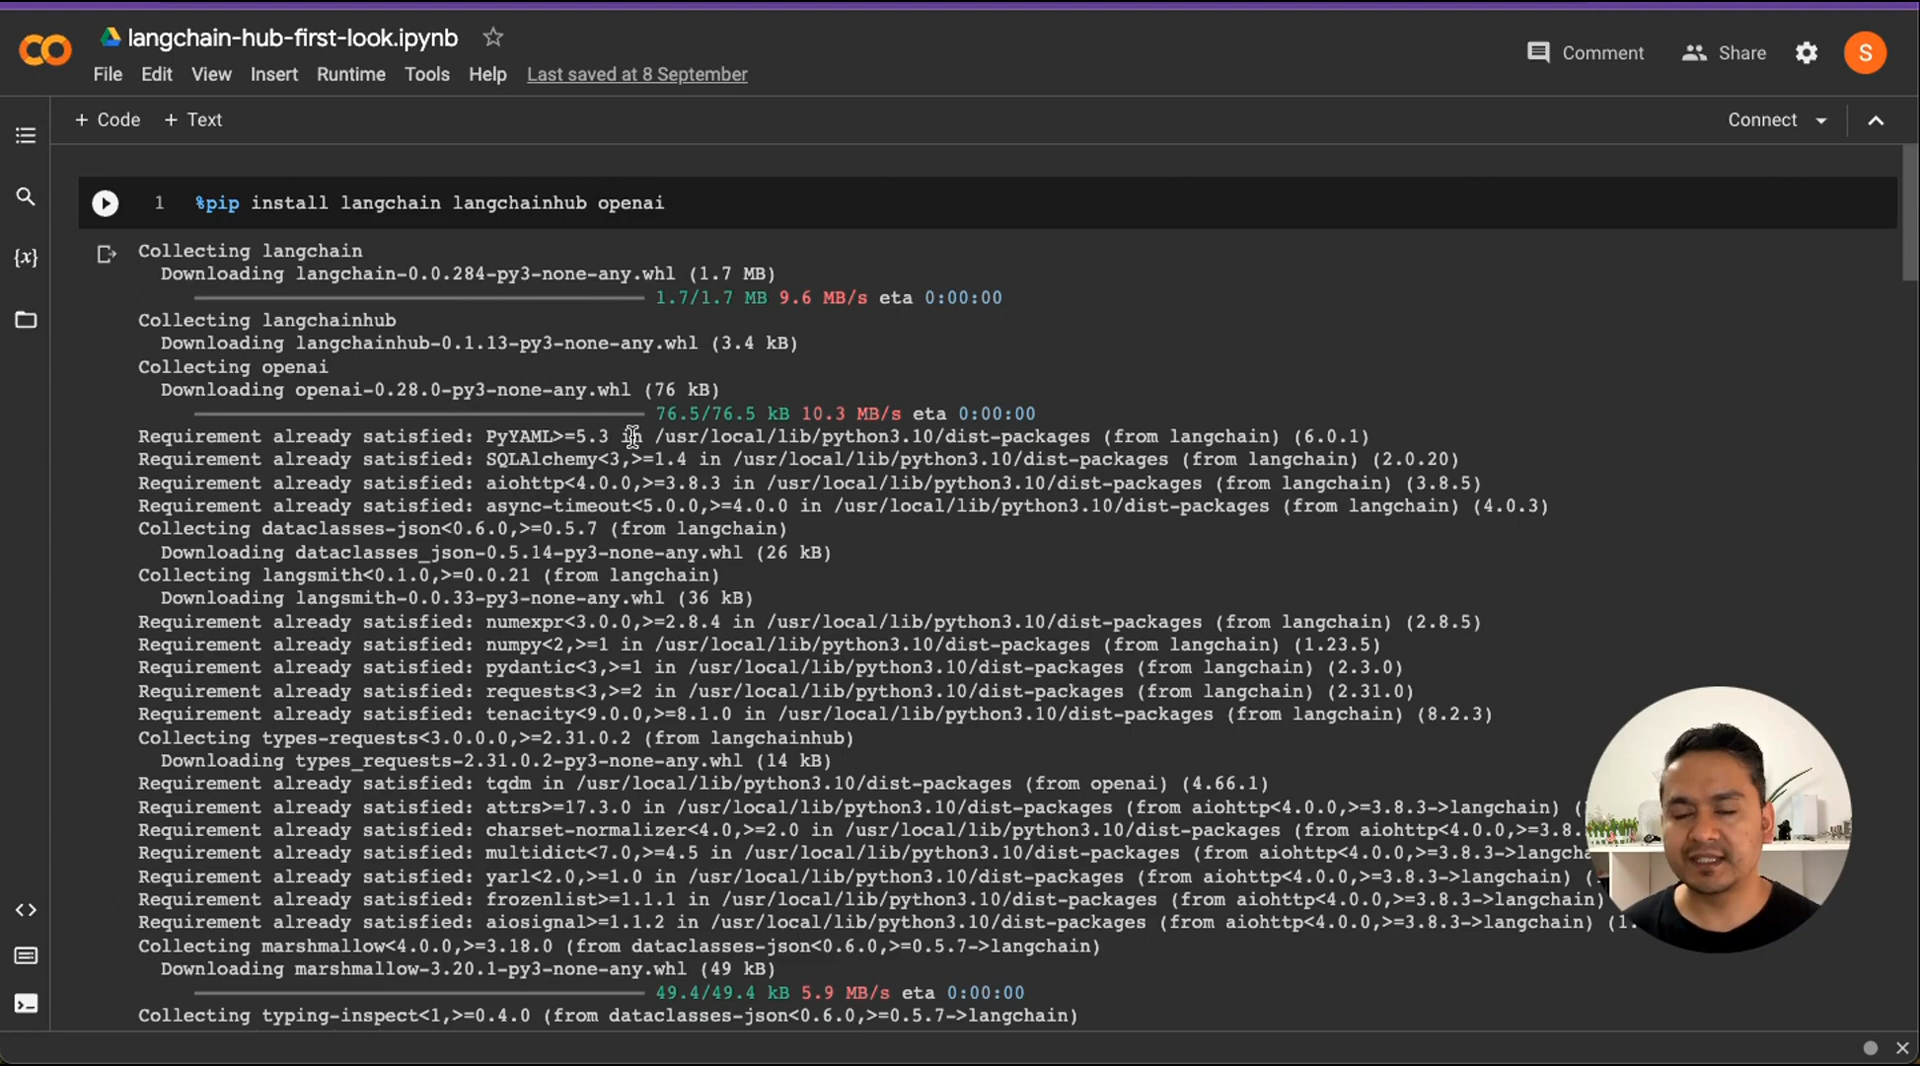 langchain-hub-first-look.ipynb
File Edit View Insert Runtime Tools Help Last saved at 8 September
Comment Share S
+ Code + Text
Connect
1 %pip install langchain langchainhub openai
Collecting langchain
Downloading langchain-0.0.284-py3-none-any.whl (1.7 MB)
1.7/1.7 MB 9.6 MB/s eta 0:00:00
Collecting langchainhub
Downloading langchainhub-0.1.13-py3-none-any.whl (3.4 kB)
Collecting openai
Downloading openai-0.28.0-py3-none-any.whl (76 kB)
76.5/76.5 kB 10.3 MB/s eta 0:00:00
Requirement already satisfied: PyYAML>=5.3 in /usr/local/lib/python3.10/dist-packages (from langchain) (6.0.1)
Requirement already satisfied: SQLAlchemy<3,>=1.4 in /usr/local/lib/python3.10/dist-packages (from langchain) (2.0.20)
Requirement already satisfied: aiohttp<4.0.0,>=3.8.3 in /usr/local/lib/python3.10/dist-packages (from langchain) (3.8.5)
Requirement already satisfied: async-timeout<5.0.0,>=4.0.0 in /usr/local/lib/python3.10/dist-packages (from langchain) (4.0.3)
Collecting dataclasses-json<0.6.0,>=0.5.7 (from langchain)
Downloading dataclasses_json-0.5.14-py3-none-any.whl (26 kB)
Collecting langsmith<0.1.0,>=0.0.21 (from langchain)
Downloading langsmith-0.0.33-py3-none-any.whl (36 kB)
Requirement already satisfied: numexpr<3.0.0,>=2.8.4 in /usr/local/lib/python3.10/dist-packages (from langchain) (2.8.5)
Requirement already satisfied: numpy<2,>=1 in /usr/local/lib/python3.10/dist-packages (from langchain) (1.23.5)
Requirement already satisfied: pydantic<3,>=1 in /usr/local/lib/python3.10/dist-packages (from langchain) (2.3.0)
Requirement already satisfied: requests<3,>=2 in /usr/local/lib/python3.10/dist-packages (from langchain) (2.31.0)
Requirement already satisfied: tenacity<9.0.0,>=8.1.0 in /usr/local/lib/python3.10/dist-packages (from langchain) (8.2.3)
Collecting types-requests<3.0.0.0,>=2.31.0.2 (from langchainhub)
Downloading types_requests-2.31.0.2-py3-none-any.whl (14 kB)
Requirement already satisfied: tqdm in /usr/local/lib/python3.10/dist-packages (from openai) (4.66.1)
Requirement already satisfied: attrs>=17.3.0 in /usr/local/lib/python3.10/dist-packages (from aiohttp<4.0.0,>=3.8.3->langchain) (
Requirement already satisfied: charset-normalizer<4.0,>=2.0 in /usr/local/lib/python3.10/dist-packages (from aiohttp<4.0.0,>=3.8.
Requirement already satisfied: multidict<7.0,>=4.5 in /usr/local/lib/python3.10/dist-packages (from aiohttp<4.0.0,>=3.8.3->langcha
Requirement already satisfied: yarl<2.0,>=1.0 in /usr/local/lib/python3.10/dist-packages (from aiohttp<4.0.0,>=3.8.3->langchain) (
Requirement already satisfied: frozenlist>=1.1.1 in /usr/local/lib/python3.10/dist-packages (from aiohttp<4.0.0,>=3.8.3->langchain)
Requirement already satisfied: aiosignal>=1.1.2 in /usr/local/lib/python3.10/dist-packages (from aiohttp<4.0.0,>=3.8.3->langchain) (1.
Collecting marshmallow<4.0.0,>=3.18.0 (from dataclasses-json<0.6.0,>=0.5.7->langchain)
Downloading marshmallow-3.20.1-py3-none-any.whl (49 kB)
49.4/49.4 kB 5.9 MB/s eta 0:00:00
Collecting typing-inspect<1,>=0.4.0 (from dataclasses-json<0.6.0,>=0.5.7->langchain)